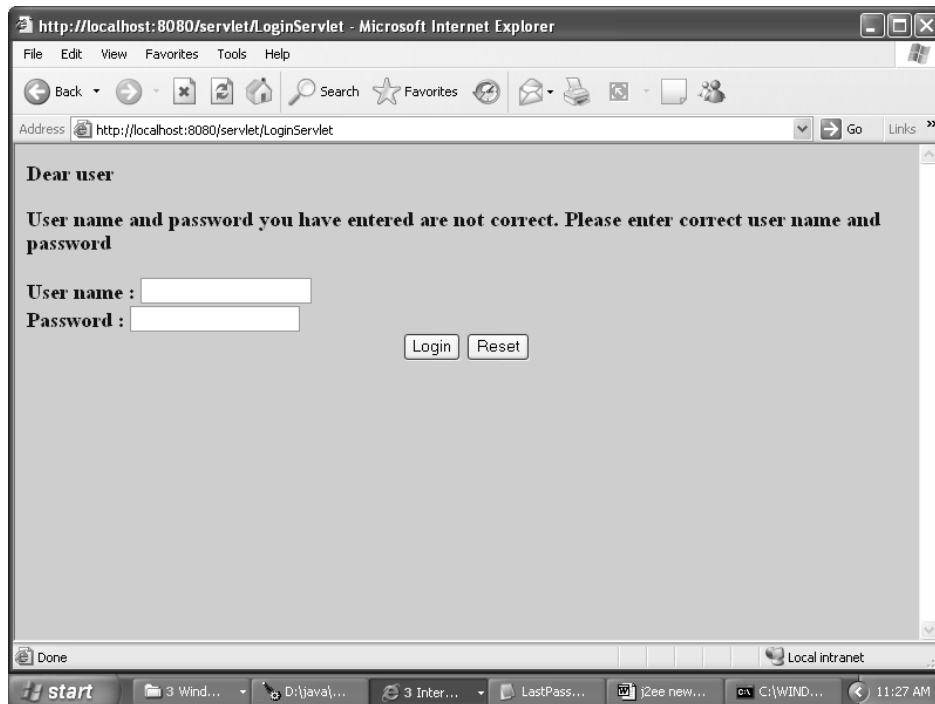 http://localhost:8080/servlet/LoginServlet - Microsoft Internet Explorer
File Edit View Favorites Tools Help
Back Search Favorites
Address http://localhost:8080/servlet/LoginServlet Go Links »
Dear user
User name and password you have entered are not correct. Please enter correct user name and
password
User name :
Password :
Login Reset
Done Local intranet
start 3 Wind... D:\java\... 3 Inter... LastPass... j2ee new... C:\WIND... 11:27 AM